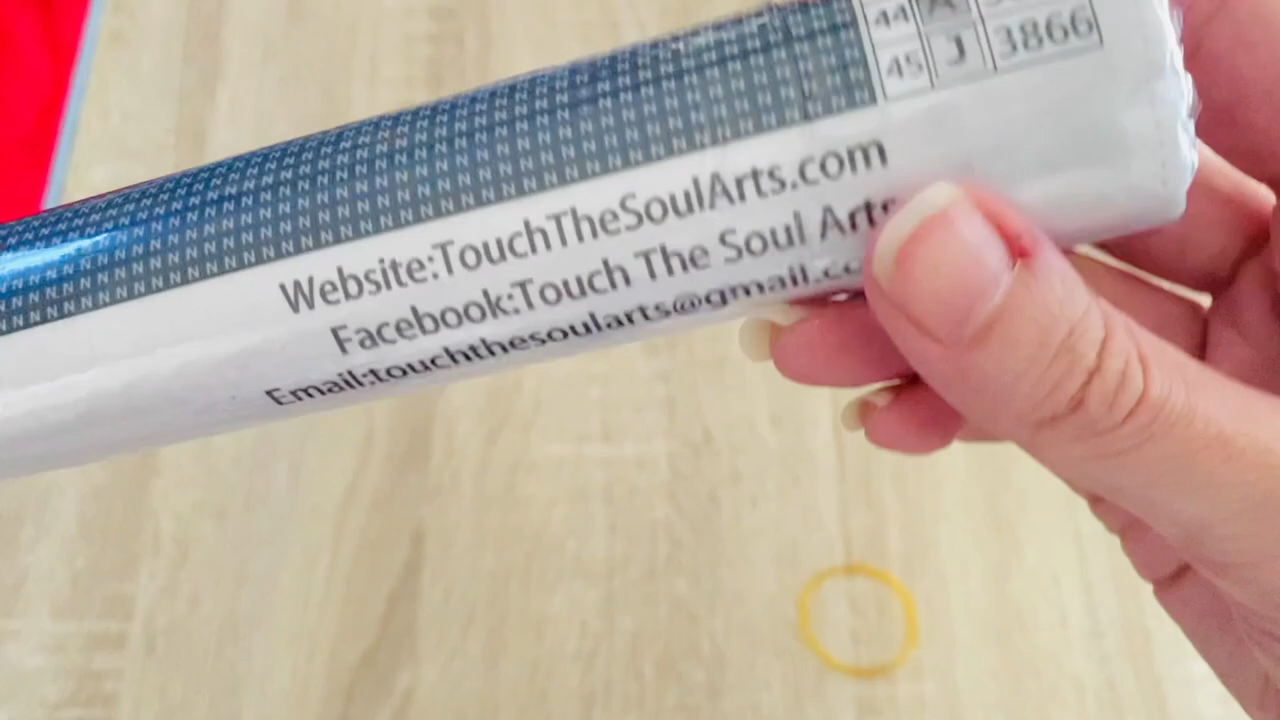 44 A
45 J 3866
Website:TouchTheSoulArts.com
Facebook:Touch The Soul Arts
Email:touchthesoularts@gmail.co